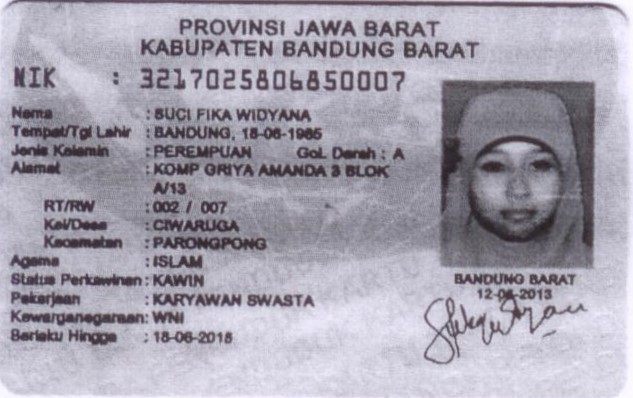 PROVINSI JAWA BARAT
KABUPATEN BANDUNG BARAT
NIK : 3217025806850007
Nama : SUCI FIKA WIDYANA
Tempat/Tgl Lahir : BANDUNG, 18-06-1985
Jenis Kelamin : PEREMPUAN Gol. Darah : A
Alamat : KOMP GRIYA AMANDA 3 BLOK
A/13
RT/RW : 002 / 007
Kel/Desa : CIWARUGA
Kecamatan : PARONGPONG
Agama : ISLAM
Status Perkawinan : KAWIN
Pekerjaan : KARYAWAN SWASTA
Kewarganegaraan : WNI
Berlaku Hingga : 18-06-2018
BANDUNG BARAT